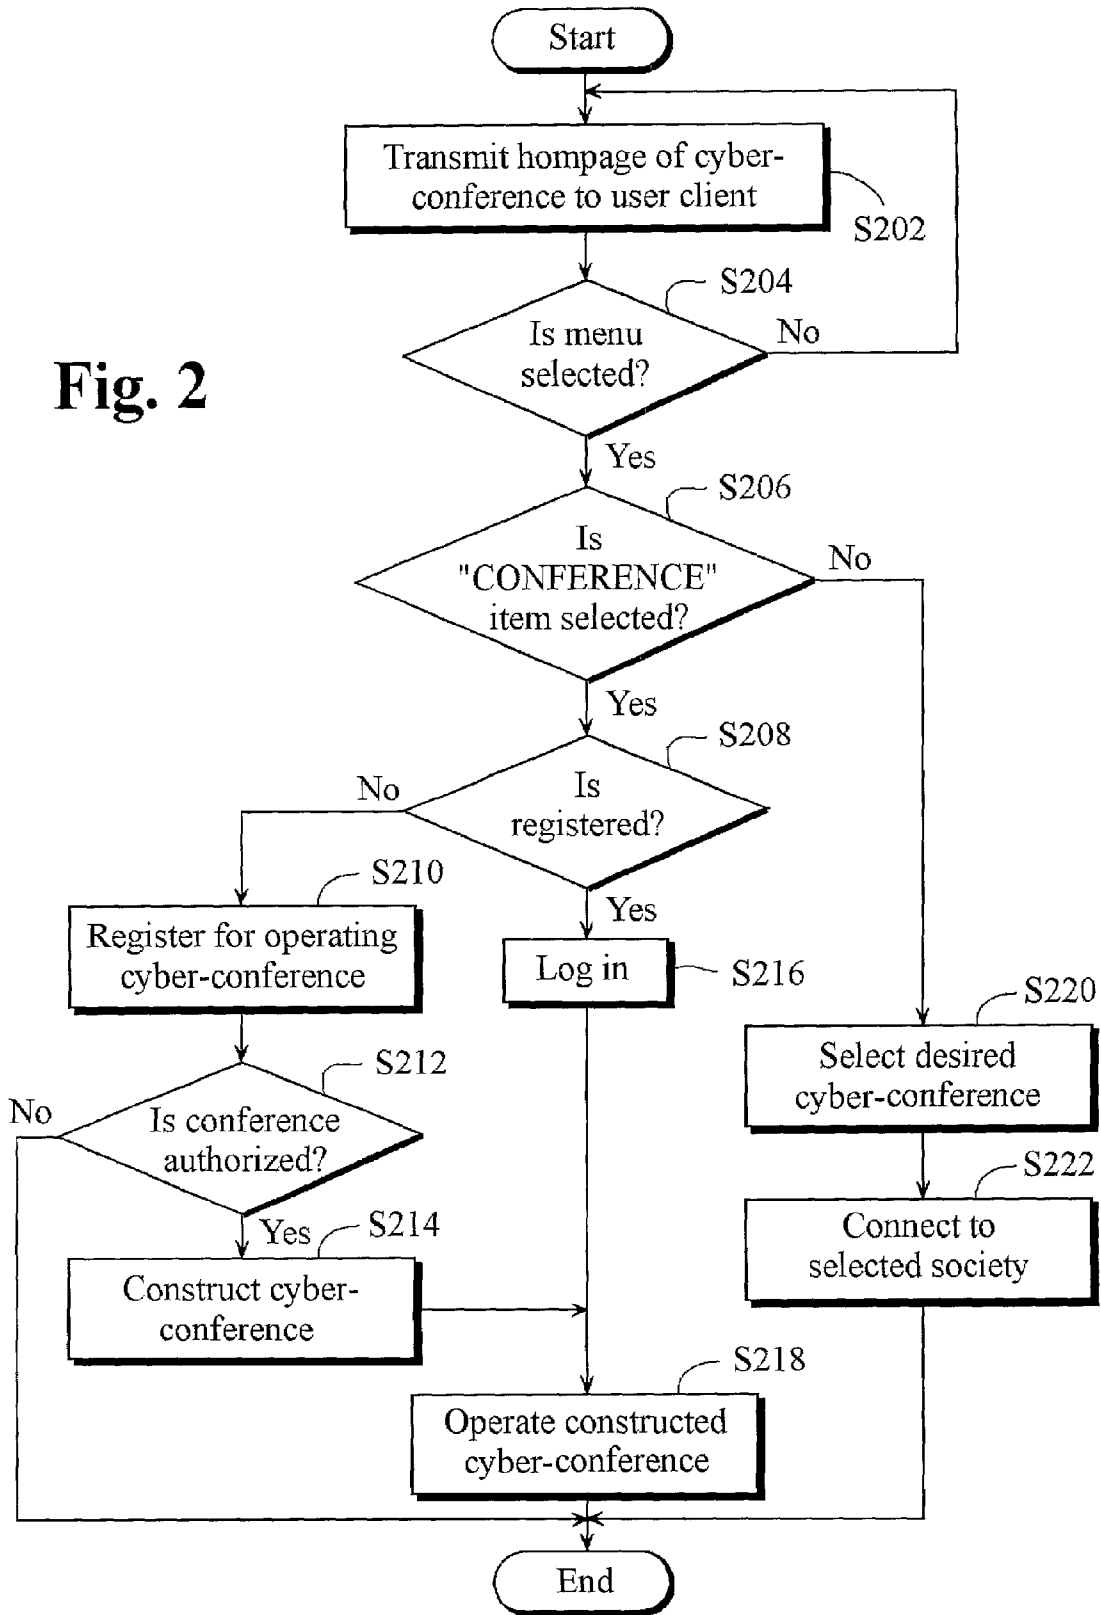 Start
Transmit hompage of cyber-
conference to user client
S202
S204
Is menu
selected?
No
Fig. 2
Yes
S206
Is
"CONFERENCE"
item selected?
No
Yes
S208
Is
registered?
No
Yes
S210
Register for operating
cyber-conference
Log in
S216
S220
Select desired
cyber-conference
S212
Is conference
authorized?
No
Yes
S222
Connect to
selected society
S214
Construct cyber-
conference
S218
Operate constructed
cyber-conference
End